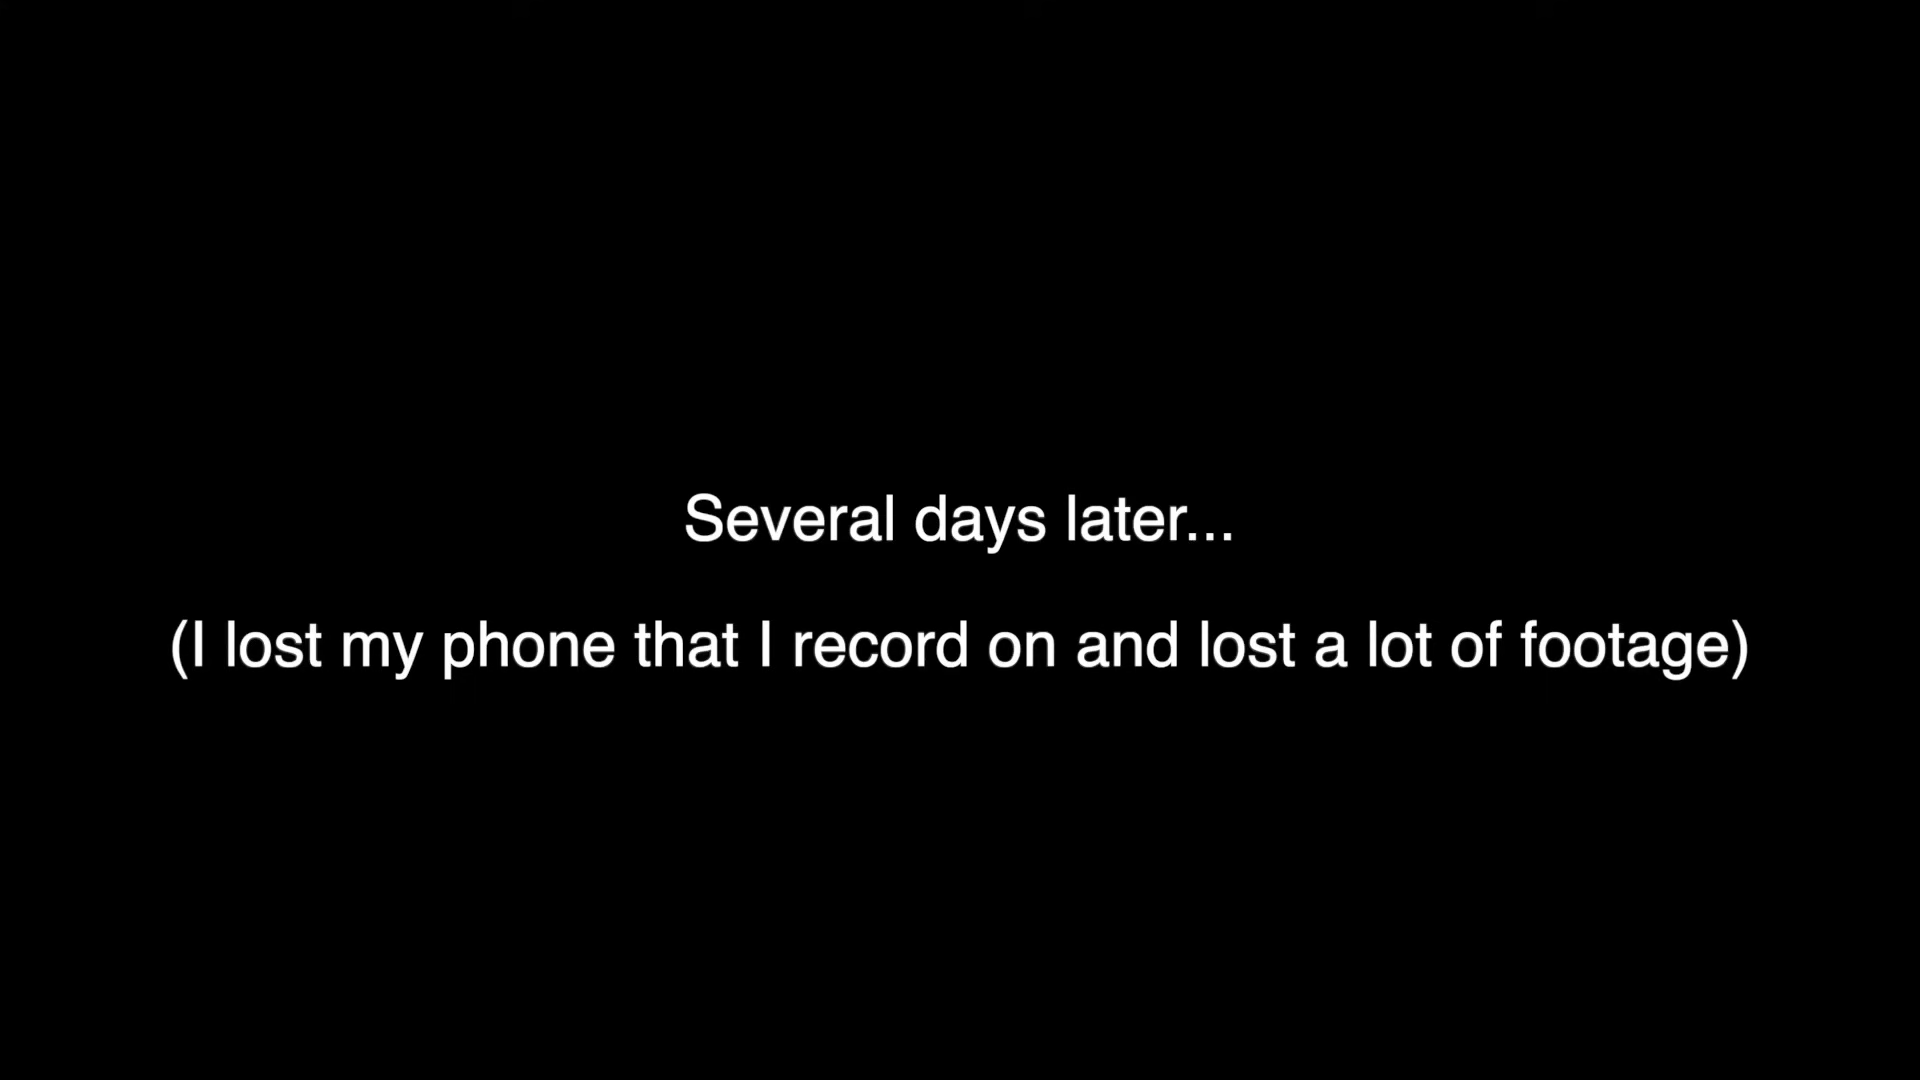 Several days later...
(I lost my phone that I record on and lost a lot of footage)